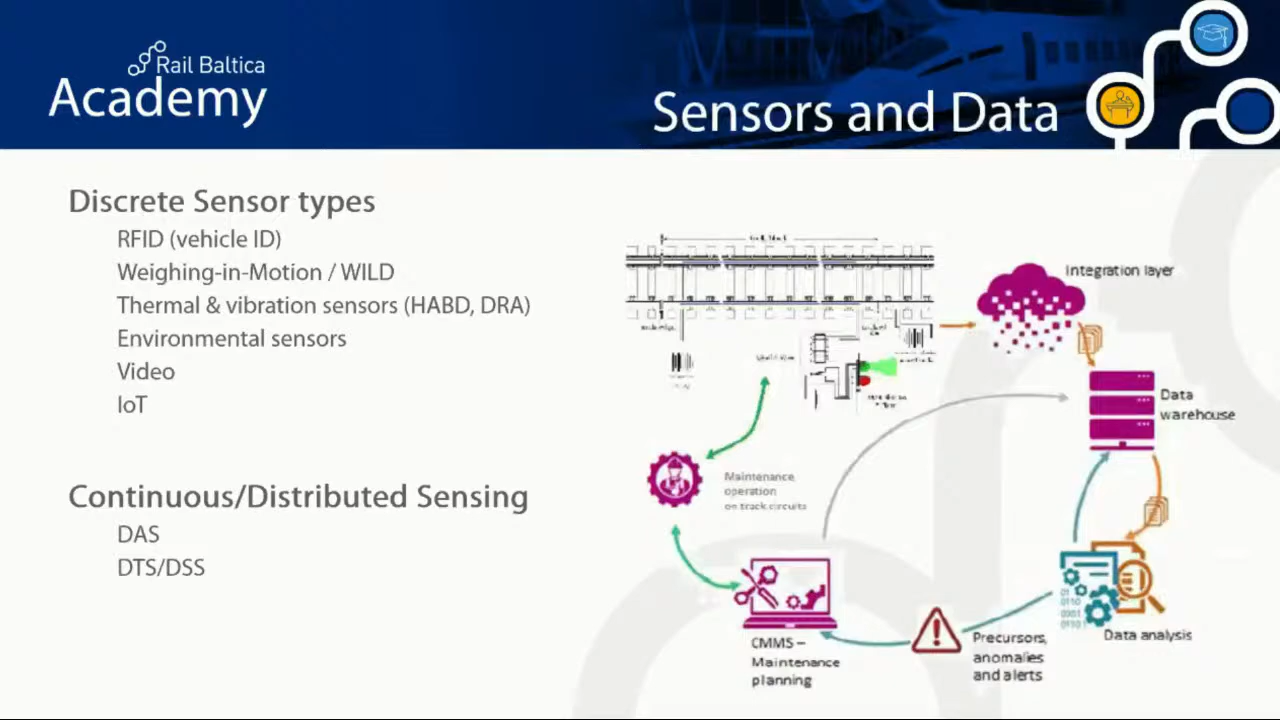 Rail Baltica
Academy
Sensors and Data
Discrete Sensor types
RFID (vehicle ID)
Weighing-in-Motion / WILD
Thermal & vibration sensors (HABD, DRA)
Environmental sensors
Video
IoT
Continuous/Distributed Sensing
DAS
DTS/DSS
Integration layer
Data
warehouse
Maintenance
operation
on track circuits
CMMS –
Maintenance
planning
Precursors,
anomalies
and alerts
Data analysis